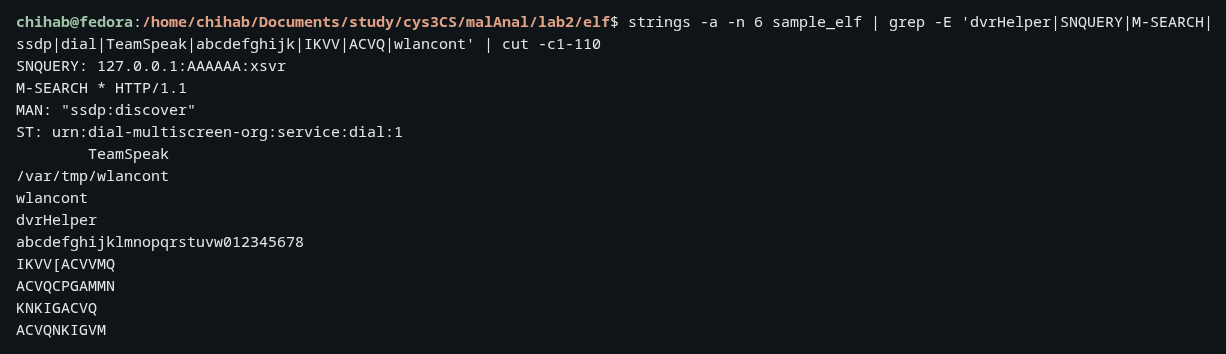 chihab@fedora:/home/chihab/Documents/study/cys3CS/malAnal/lab2/elf$ strings -a -n 6 sample_elf | grep -E 'dvrHelper|SNQUERY|M-SEARCH|
ssdp|dial|TeamSpeak|abcdefghijk|IKVV|ACVQ|wlancont' | cut -c1-110
SNQUERY: 127.0.0.1:AAAAAA:xsvr
M-SEARCH * HTTP/1.1
MAN: "ssdp:discover"
ST: urn:dial-multiscreen-org:service:dial:1
        TeamSpeak
/var/tmp/wlancont
wlancont
dvrHelper
abcdefghijklmnopqrstuvw012345678
IKVV[ACVVMQ
ACVQCPGAMMN
KNKIGACVQ
ACVQNKIGVM